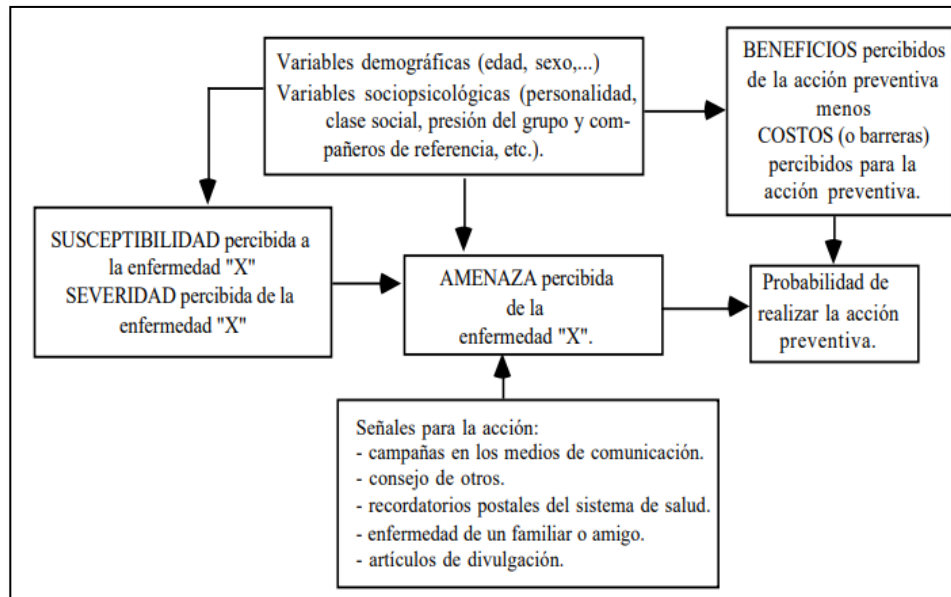 Variables demográficas (edad, sexo,...)
Variables sociopsicológicas (personalidad,
clase social, presión del grupo y com-
pañeros de referencia, etc.).
BENEFICIOS percibidos
de la acción preventiva
menos
COSTOS (o barreras)
percibidos para la
acción preventiva.
SUSCEPTIBILIDAD percibida a
la enfermedad "X"
SEVERIDAD percibida de la
enfermedad "X"
AMENAZA percibida
de la
enfermedad "X".
Probabilidad de
realizar la acción
preventiva.
Señales para la acción:
- campañas en los medios de comunicación.
- consejo de otros.
- recordatorios postales del sistema de salud.
- enfermedad de un familiar o amigo.
- artículos de divulgación.